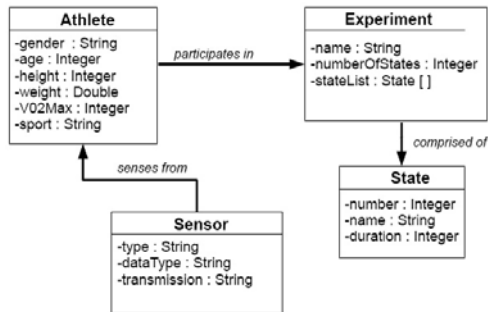 Athlete
-gender : String
-age : Integer
-height : Integer
-weight : Double
-V02Max : Integer
-sport : String
participates in
Experiment
-name : String
-numberOfStates : Integer
-stateList : State [ ]
comprised of
State
-number : Integer
-name : String
-duration : Integer
senses from
Sensor
-type : String
-dataType : String
-transmission : String